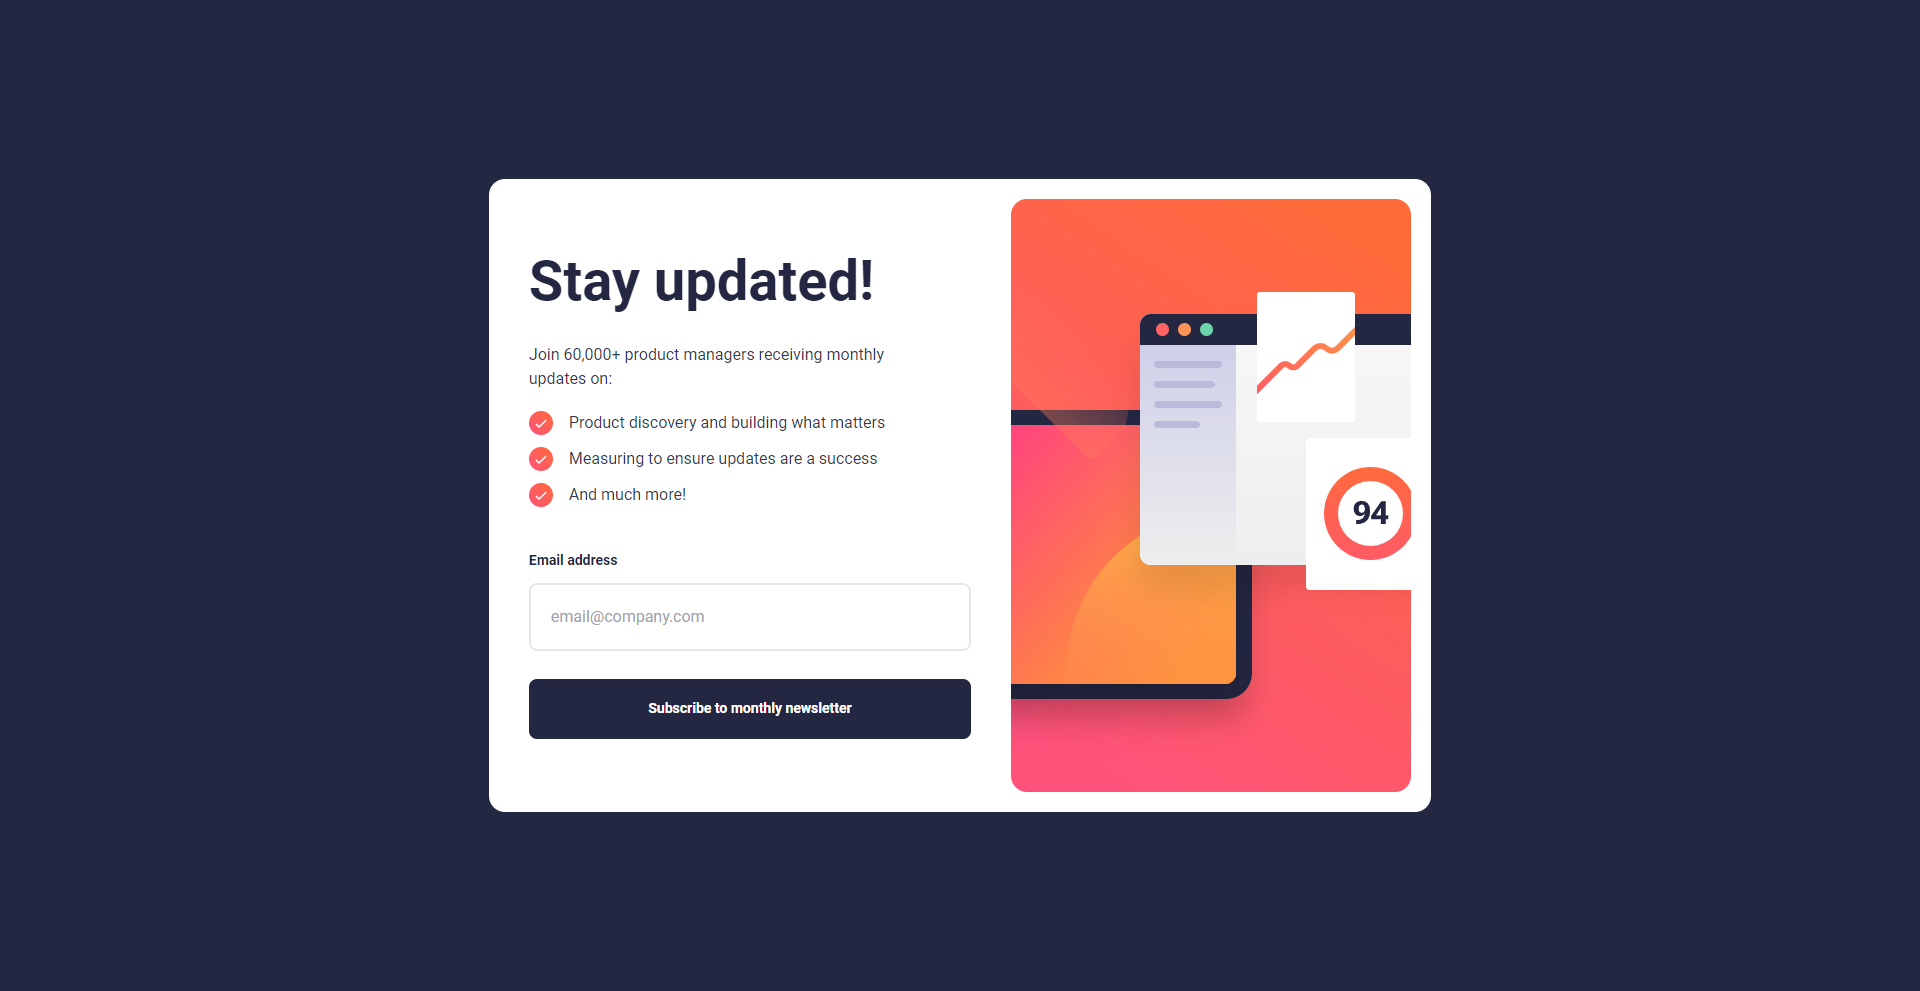 Stay updated!
Join 60,000+ product managers receiving monthly
updates on:
Product discovery and building what matters
Measuring to ensure updates are a success
And much more!
Email address
email@company.com
Subscribe to monthly newsletter
94